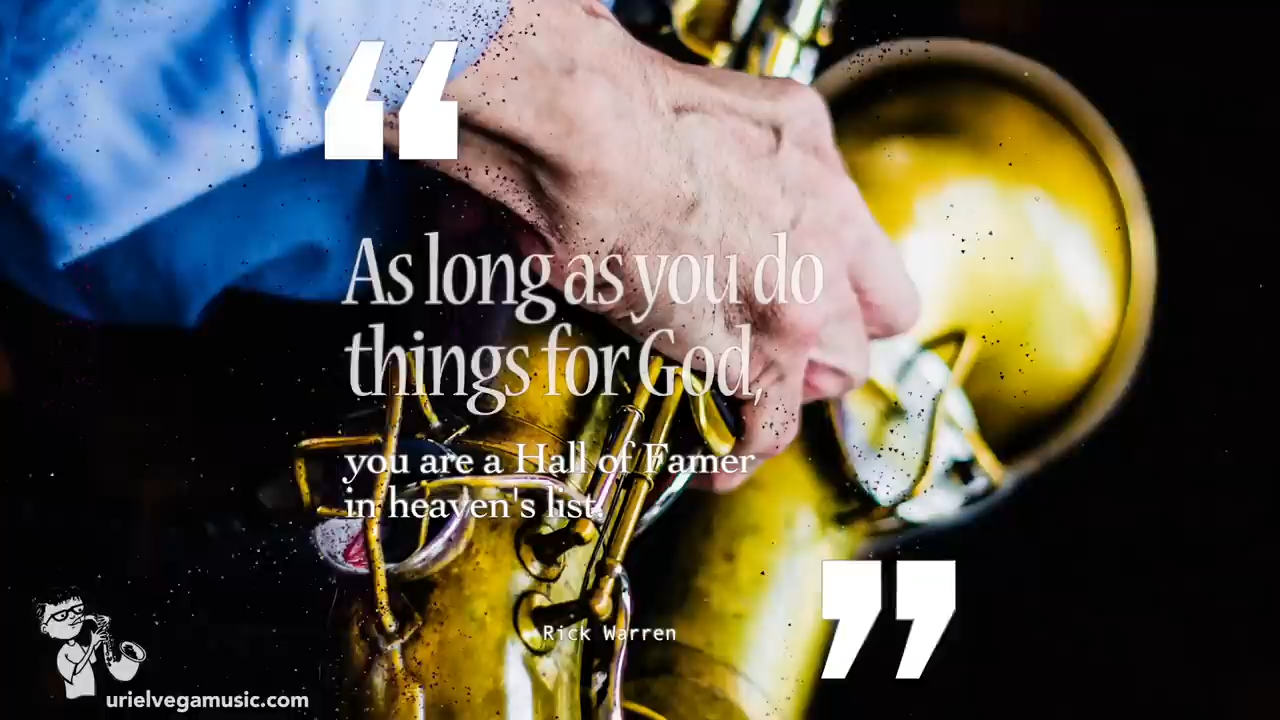 “
As long as you do
things for God,
you are a Hall of Famer
in heaven's list.
Rick Warren
”
urielvegamusic.com